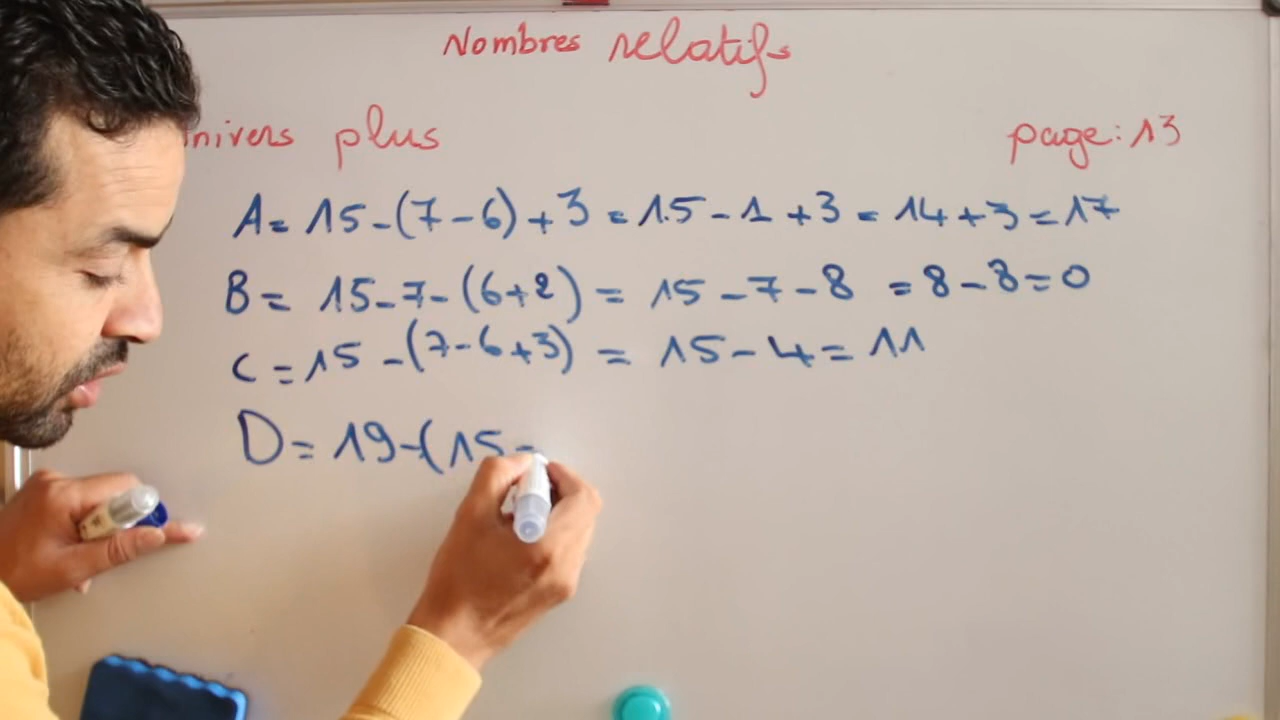 Nombres relatifs
nivers plus
page: 13
A= 15-(7-6)+3 = 15-1+3 = 14+3=17
B= 15-7-(6+2) = 15-7-8 =8-8=0
C=15-(7-6+3) = 15-4=11
D=19-(15-